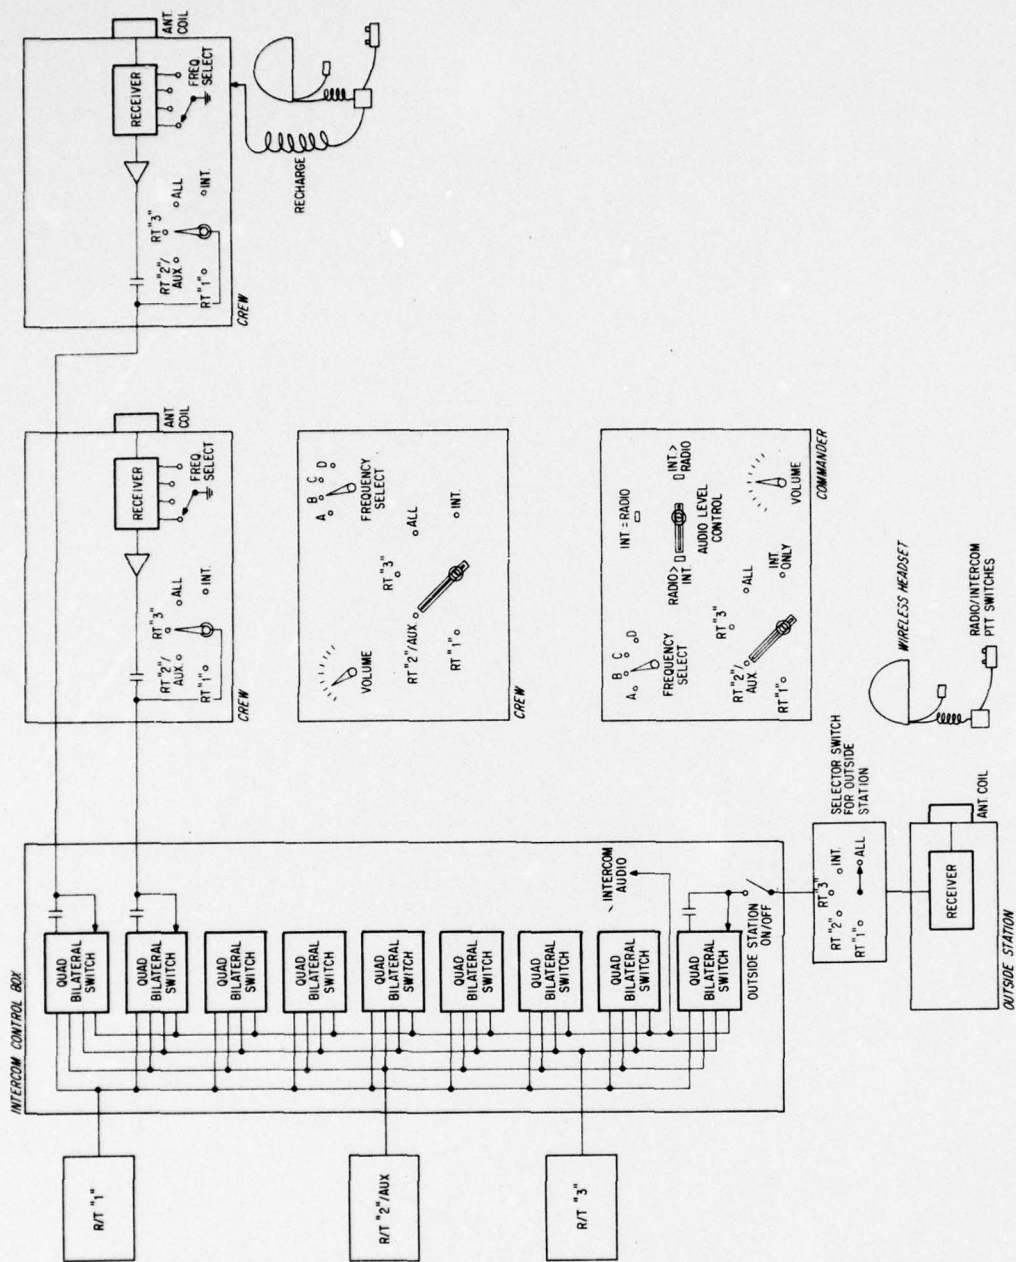 R/T "1"
R/T "2"/AUX
R/T "3"
INTERCOM CONTROL BOX
QUAD
BILATERAL
SWITCH
QUAD
BILATERAL
SWITCH
QUAD
BILATERAL
SWITCH
QUAD
BILATERAL
SWITCH
QUAD
BILATERAL
SWITCH
QUAD
BILATERAL
SWITCH
QUAD
BILATERAL
SWITCH
QUAD
BILATERAL
SWITCH
QUAD
BILATERAL
SWITCH
INTERCOM
AUDIO
OUTSIDE STATION
ON/OFF
SELECTOR SWITCH
FOR OUTSIDE
STATION
RT "3"
RT "2"
INT.
RT "1"
ALL
RECEIVER
ANT COIL
OUTSIDE STATION
WIRELESS HEADSET
RADIO/INTERCOM
PTT SWITCHES
CREW
RT "3"
RT "2"/
AUX
ALL
RT "1"
INT.
RECEIVER
FREQ
SELECT
ANT
COIL
CREW
VOLUME
A
B
C
D
FREQUENCY
SELECT
RT "3"
RT "2"/AUX
ALL
RT "1"
INT.
COMMANDER
A
B
C
D
FREQUENCY
SELECT
INT = RADIO
RADIO >
INT.
INT >
RADIO
AUDIO LEVEL
CONTROL
RT "3"
RT "2"/
AUX
ALL
RT "1"
INT
ONLY
VOLUME
CREW
RT "3"
RT "2"/
AUX
ALL
RT "1"
INT.
RECEIVER
FREQ
SELECT
ANT
COIL
RECHARGE